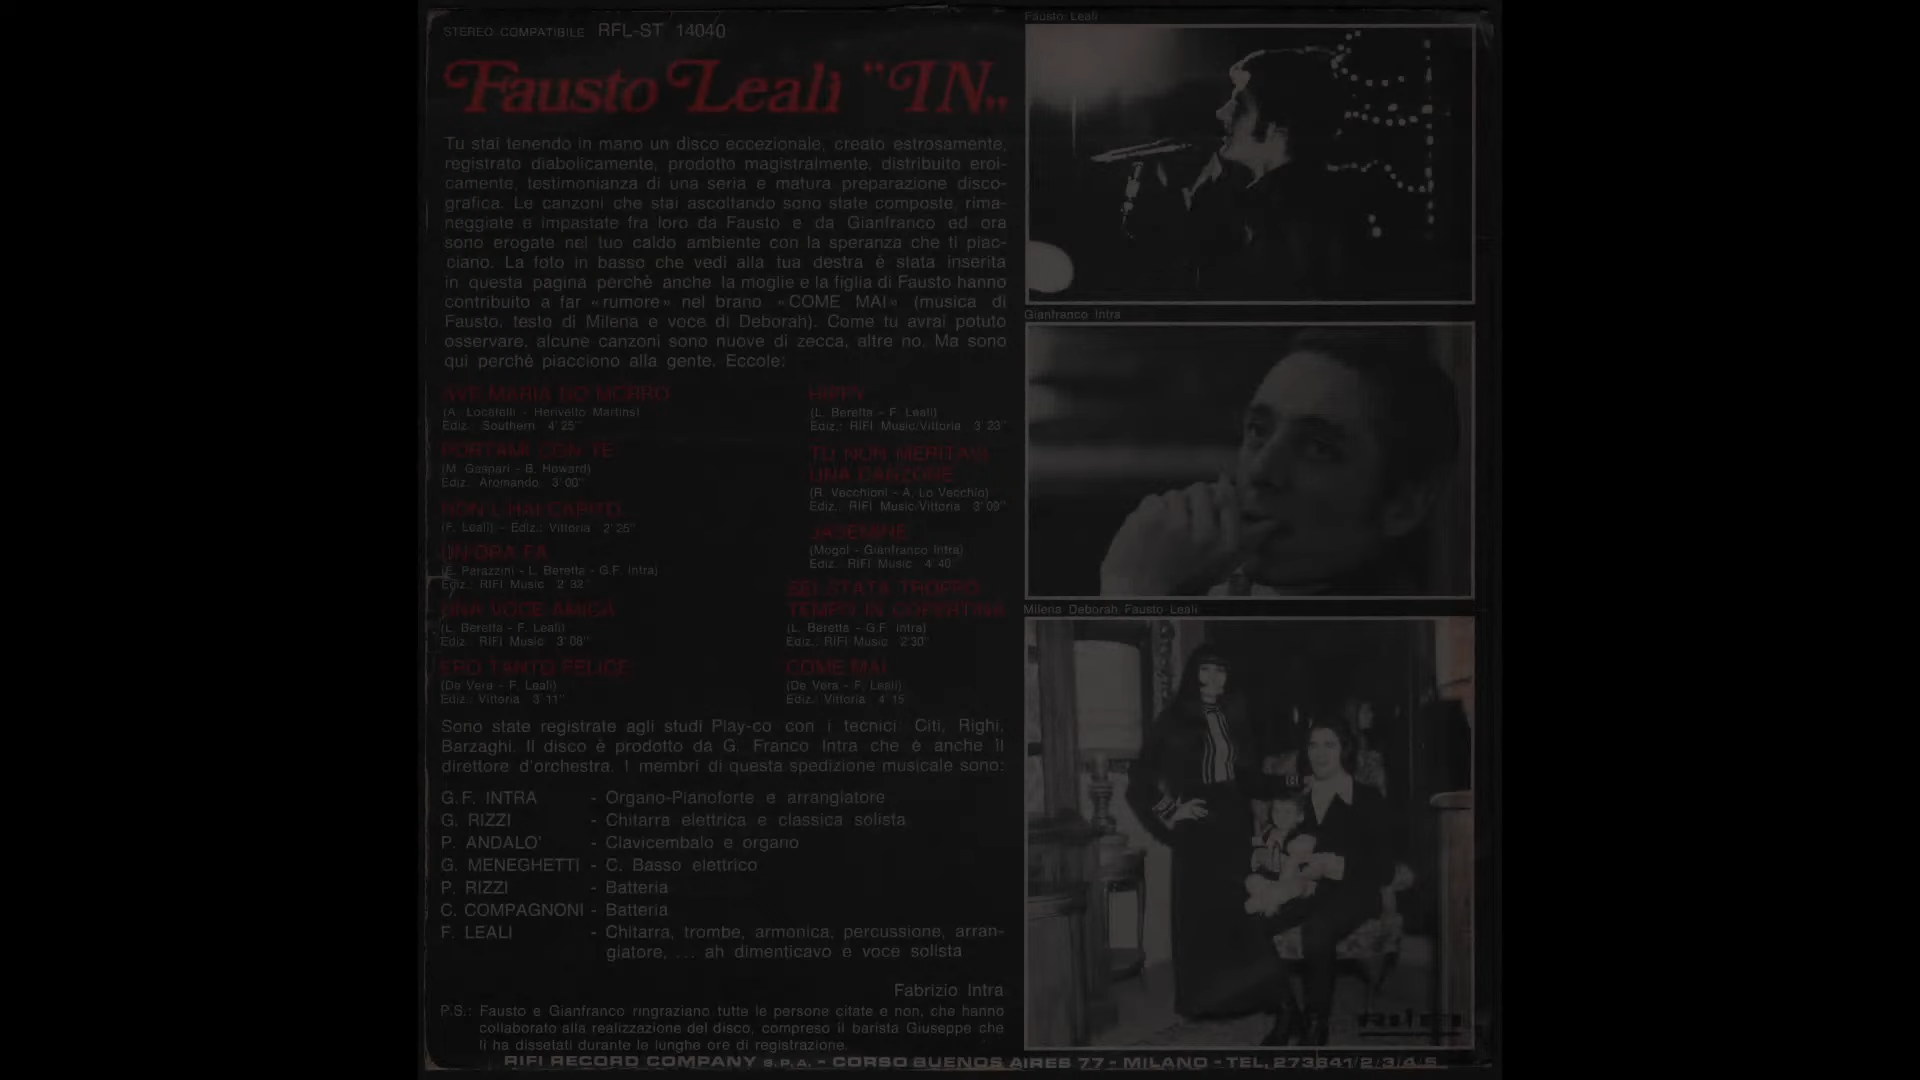 STEREO COMPATIBILE RFL-ST 14040
Fausto Leali "IN„
Tu stai tenendo in mano un disco eccezionale, creato estrosamente,
registrato diabolicamente, prodotto magistralmente, distribuito eroi-
camente, testimonianza di una seria e matura preparazione disco-
grafica. Le canzoni che stai ascoltando sono state composte, rima-
neggiate e impastate fra loro da Fausto e da Gianfranco ed ora
sono erogate nel tuo caldo ambiente con la speranza che ti piac-
ciano. La foto in basso che vedi alla tua destra è stata inserita
in questa pagina perchè anche la moglie e la figlia di Fausto hanno
contribuito a far «rumore» nel brano «COME MAI» (musica di
Fausto, testo di Milena e voce di Deborah). Come tu avrai potuto
osservare, alcune canzoni sono nuove di zecca, altre no. Ma sono
qui perchè piacciono alla gente. Eccole:
AVE MARIA NO MORRO
(A. Locatelli - Herivelto Martins)
Ediz. Southern 4'25"
PORTAMI CON TE
(M. Gaspari - B. Howard)
Ediz. Aromando 3'00"
NON L'HAI CAPITO
(F. Leali) - Ediz.: Vittoria 2'25"
UN'ORA FA
(E. Parazzini - L. Beretta - G.F. Intra)
Ediz.: RIFI Music 2'32"
UNA VOCE AMICA
(L. Beretta - F. Leali)
Ediz.: RIFI Music 3'08"
ERO TANTO FELICE
(De Vera - F. Leali)
Ediz.: Vittoria 3'11"
HIPPY
(L. Beretta - F. Leali)
Ediz.: RIFI Music/Vittoria 3'23"
TU NON MERITAVI
UNA CANZONE
(R. Vecchioni - A. Lo Vecchio)
Ediz.: RIFI Music/Vittoria 3'09"
JASEMINE
(Mogol - Gianfranco Intra)
Ediz.: RIFI Music 4'40"
SEI STATA TROPPO
TEMPO IN COPERTINA
(L. Beretta - G.F. Intra)
Ediz.: RIFI Music 2'30"
COME MAI
(De Vera - F. Leali)
Ediz.: Vittoria 4'15"
Sono state registrate agli studi Play-co con i tecnici: Citi, Righi,
Barzaghi. Il disco è prodotto da G. Franco Intra che è anche il
direttore d'orchestra. I membri di questa spedizione musicale sono:
G.F. INTRA - Organo-Pianoforte e arrangiatore
G. RIZZI - Chitarra elettrica e classica solista
P. ANDALO' - Clavicembalo e organo
G. MENEGHETTI - C. Basso elettrico
P. RIZZI - Batteria
C. COMPAGNONI - Batteria
F. LEALI - Chitarra, trombe, armonica, percussione, arran-
giatore, ... ah dimenticavo e voce solista
Fabrizio Intra
P.S.: Fausto e Gianfranco ringraziano tutte le persone citate e non, che hanno
collaborato alla realizzazione del disco, compreso il barista Giuseppe che
li ha dissetati durante le lunghe ore di registrazione.
Fausto Leali
Gianfranco Intra
Milena Deborah Fausto Leali
RIFI
RIFI RECORD COMPANY S.P.A. - CORSO BUENOS AIRES 77 - MILANO - TEL. 273641/2/3/4/5